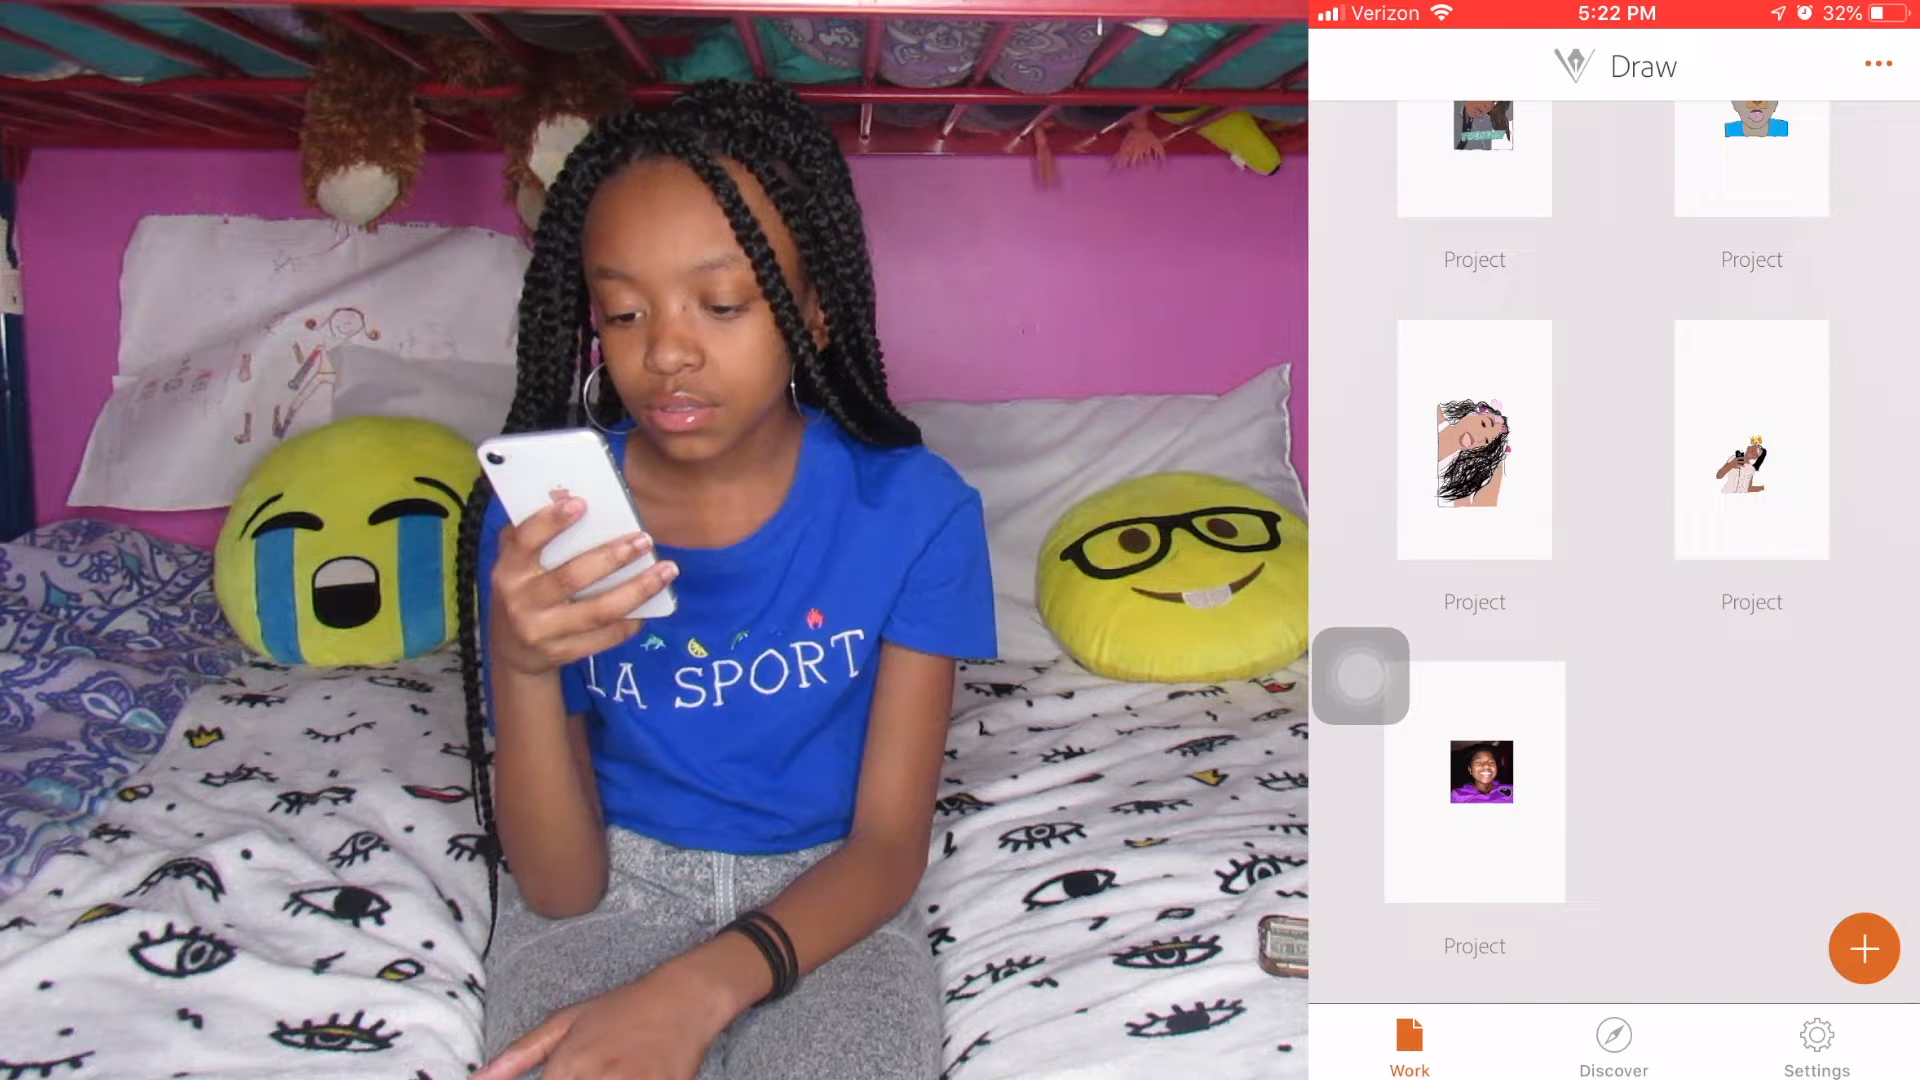 LA SPORT
Verizon 5:22 PM 32%
Draw
Project Project
Project Project
Project
Work Discover Settings